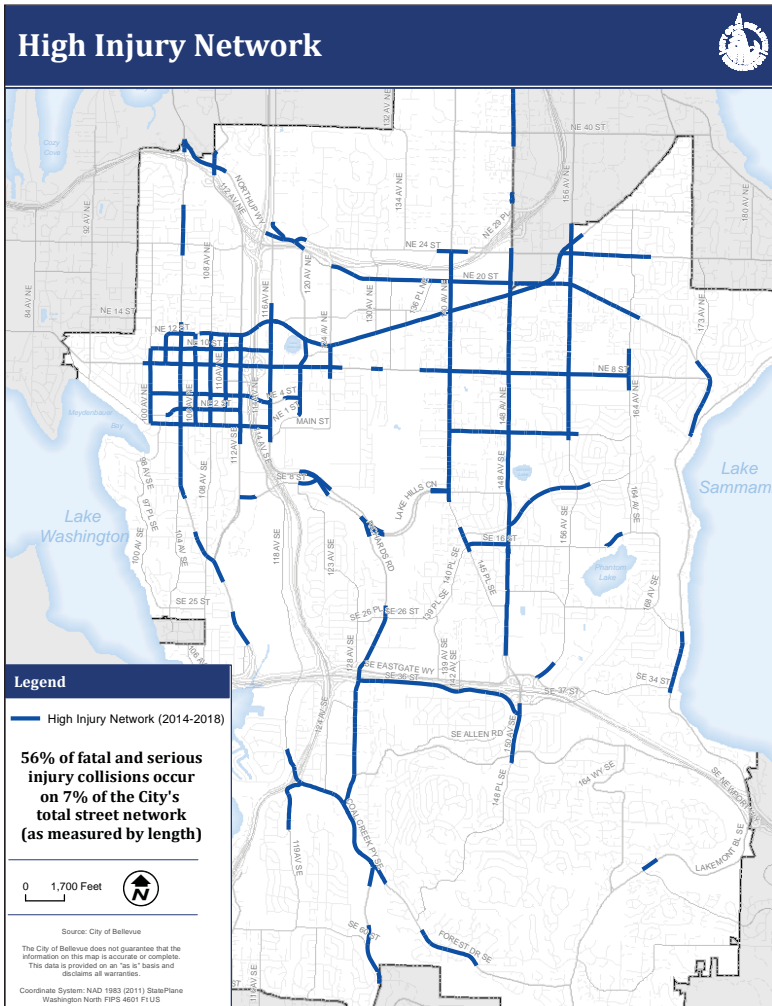 High Injury Network
132 AV NE
NE 40 ST
Cozy
Cove
156 AV NE
112 AV NE
NORTHUP WY
134 AV NE
180 AV NE
92 AV NE
NE 29 PL
108 AV NE
NE 24 ST
120 AV NE
NE 20 ST
136 PL NE
116 AV NE
130 AV NE
84 AV NE
NE 14 ST
173 AV NE
NE 12 ST
NE 10 ST
110 AV NE
NE 8 ST
148 AV NE
164 AV NE
100 AV NE
NE 4 ST
NE 2 ST
NE 1 ST
Meydenbauer
Bay
MAIN ST
112 AV SE
114 AV SE
98 AV SE
97 PL SE
108 AV SE
SE 8 ST
148 AV SE
LAKE HILLS CN
164 AV SE
Lake
Sammam
Lake
Washington
100 AV SE
104 AV SE
118 AV SE
123 AV SE
RICHARDS RD
140 PL SE
SE 16 ST
156 AV SE
145 PL SE
Phantom
Lake
139 PL SE
168 AV SE
SE 25 ST
SE 26 PL
SE 26 ST
128 AV SE
139 AV SE
142 AV SE
SE EASTGATE WY
SE 36 ST
SE 37 ST
SE 34 ST
124 AV SE
SE ALLEN RD
150 AV SE
148 PL SE
164 WY SE
SE NEWPORT
COAL CREEK PY SE
119 AV SE
LAKEMONT BL SE
SE 60 ST
FOREST DR SE
116 AV SE
ST
Legend
High Injury Network (2014-2018)
56% of fatal and serious
injury collisions occur
on 7% of the City's
total street network
(as measured by length)
0 1,700 Feet
N
Source: City of Bellevue
The City of Bellevue does not guarantee that the
information on this map is accurate or complete.
This data is provided on an "as is" basis and
disclaims all warranties.
Coordinate System: NAD 1983 (2011) StatePlane
Washington North FIPS 4601 Ft US